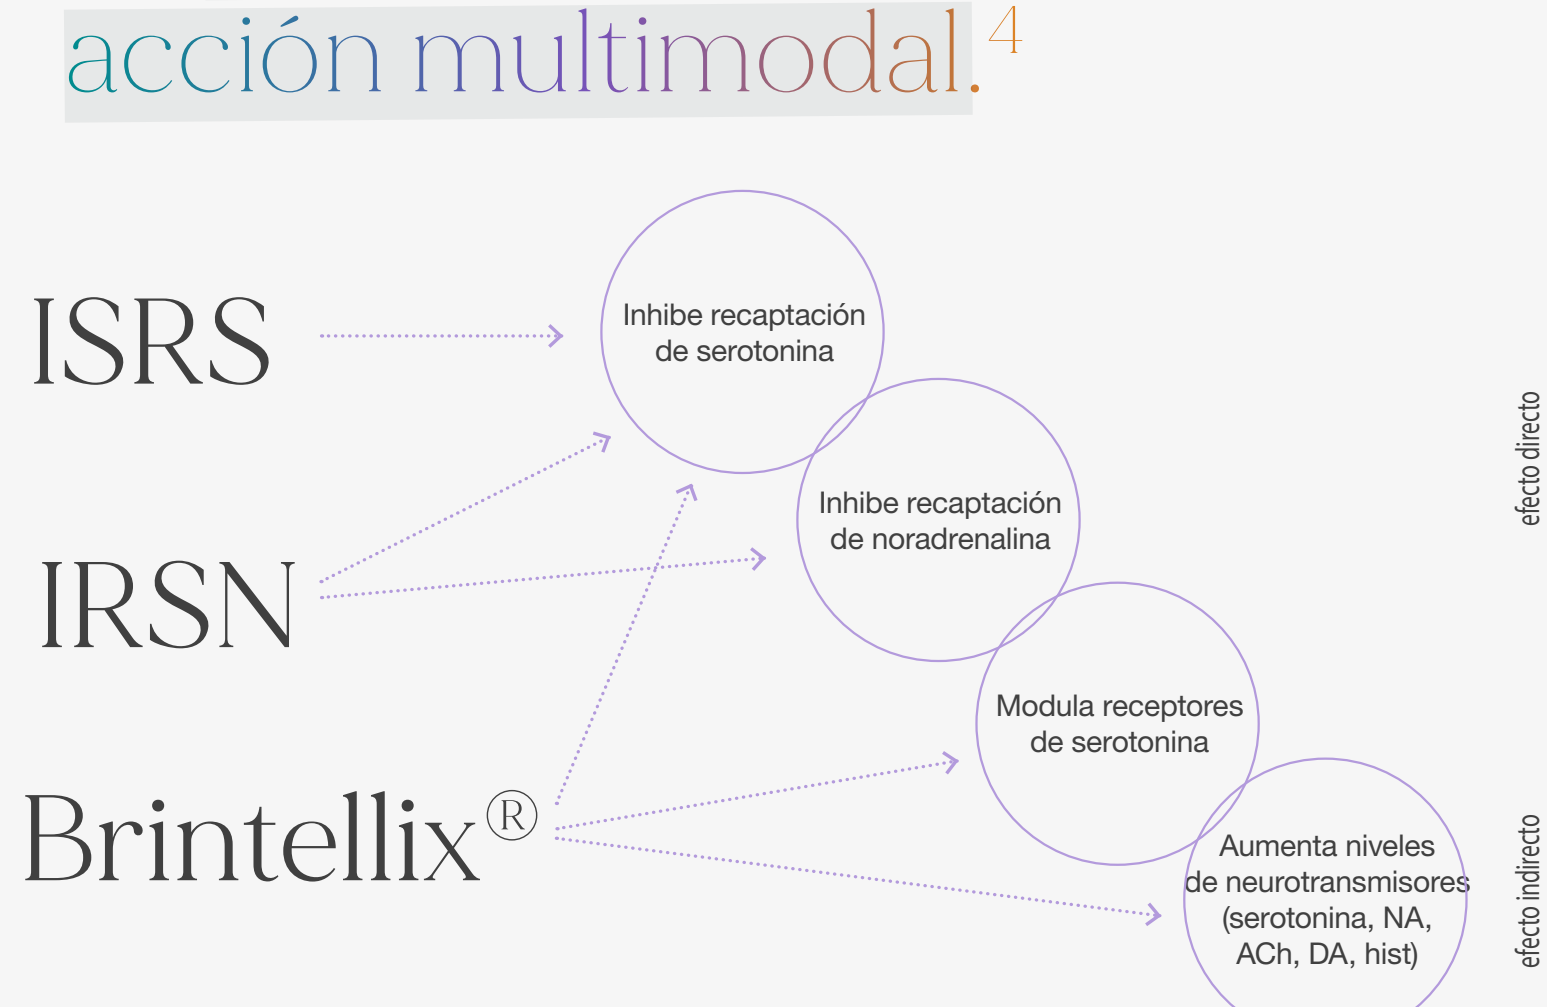 acción multimodal.⁴
ISRS
Inhibe recaptación
de serotonina
IRSN
Inhibe recaptación
de noradrenalina
Brintellix®
Modula receptores
de serotonina
Aumenta niveles
de neurotransmisores
(serotonina, NA,
ACh, DA, hist)
efecto directo
efecto indirecto